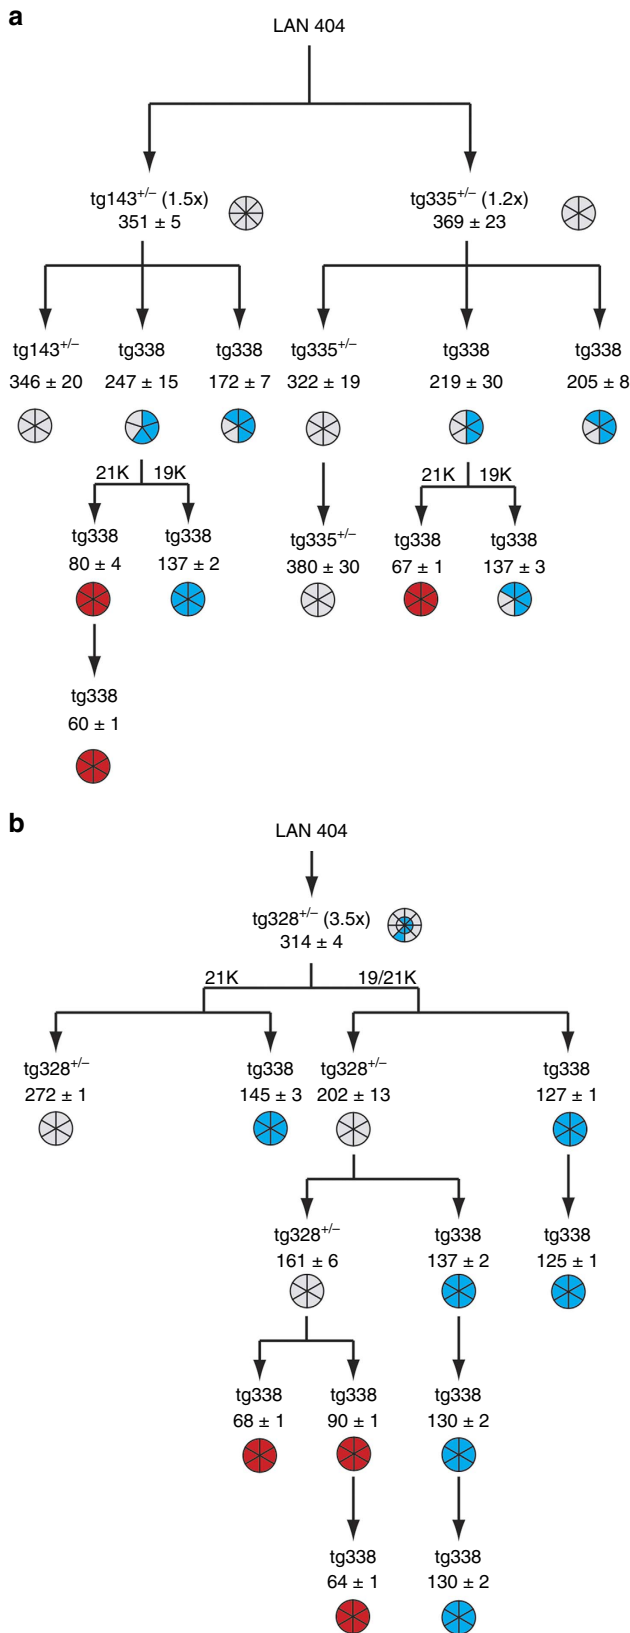 a
LAN 404
tg143+/– (1.5x)
351 ± 5
tg335+/– (1.2x)
369 ± 23
tg143+/–
346 ± 20
tg338
247 ± 15
tg338
172 ± 7
tg335+/–
322 ± 19
tg338
219 ± 30
tg338
205 ± 8
21K 19K
21K 19K
tg338
80 ± 4
tg338
137 ± 2
tg335+/–
380 ± 30
tg338
67 ± 1
tg338
137 ± 3
tg338
60 ± 1
b
LAN 404
tg328+/– (3.5x)
314 ± 4
21K 19/21K
tg328+/–
272 ± 1
tg338
145 ± 3
tg328+/–
202 ± 13
tg338
127 ± 1
tg328+/–
161 ± 6
tg338
137 ± 2
tg338
125 ± 1
tg338
68 ± 1
tg338
90 ± 1
tg338
130 ± 2
tg338
64 ± 1
tg338
130 ± 2